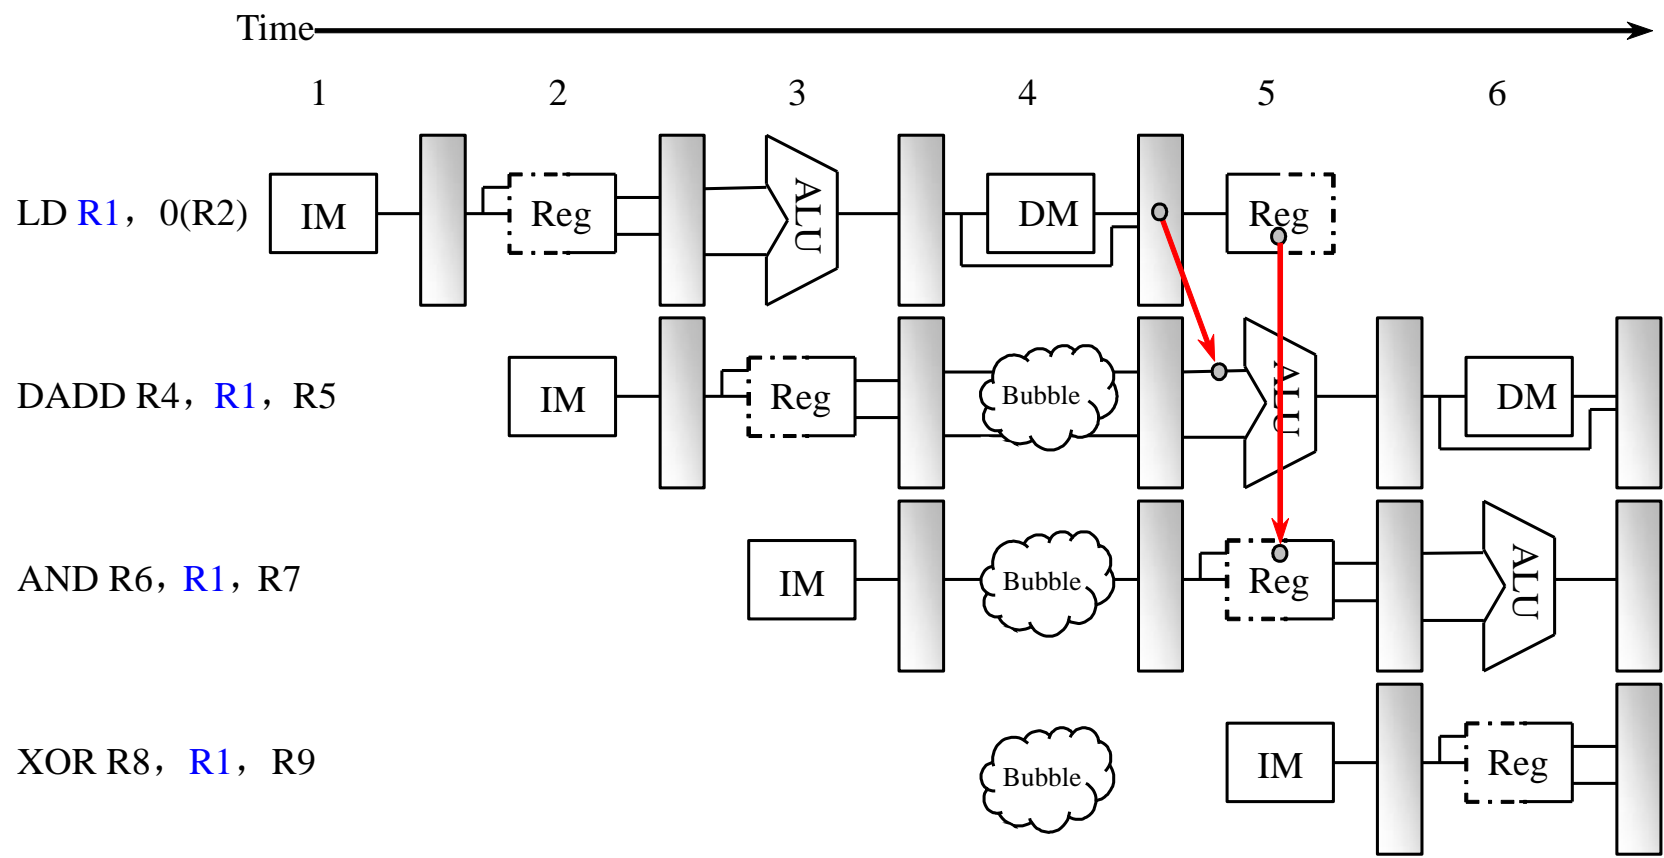 Time
1 2 3 4 5 6
LD R1，0(R2) IM Reg ALU DM Reg
DADD R4，R1，R5 IM Reg Bubble ALU DM
AND R6，R1，R7 IM Bubble Reg ALU
XOR R8，R1，R9 Bubble IM Reg